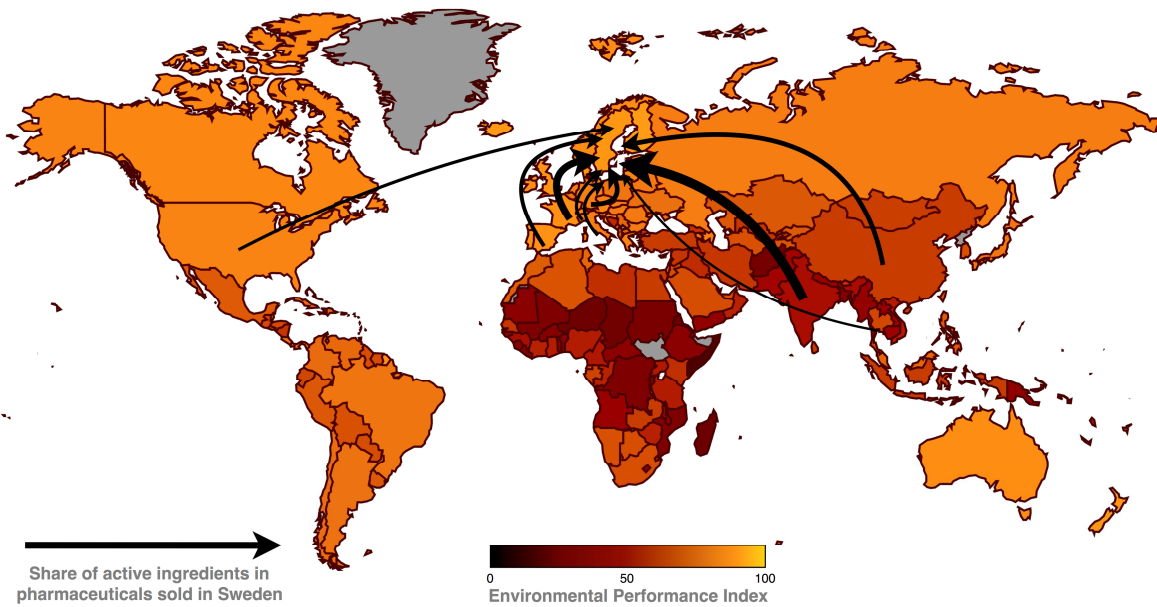 Share of active ingredients in
pharmaceuticals sold in Sweden
0
50
100
Environmental Performance Index